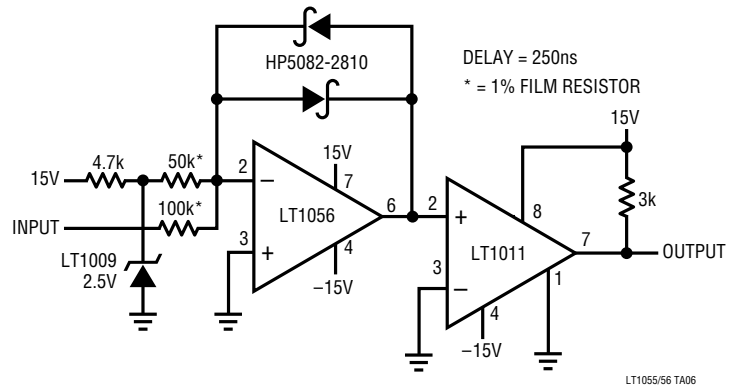 HP5082-2810
DELAY = 250ns
* = 1% FILM RESISTOR
15V
15V
4.7k
50k*
100k*
INPUT
LT1009
2.5V
2
–
3
+
15V
7
LT1056
6
4
–15V
2
+
3
–
LT1011
8
7
1
4
–15V
3k
OUTPUT
LT1055/56 TA06